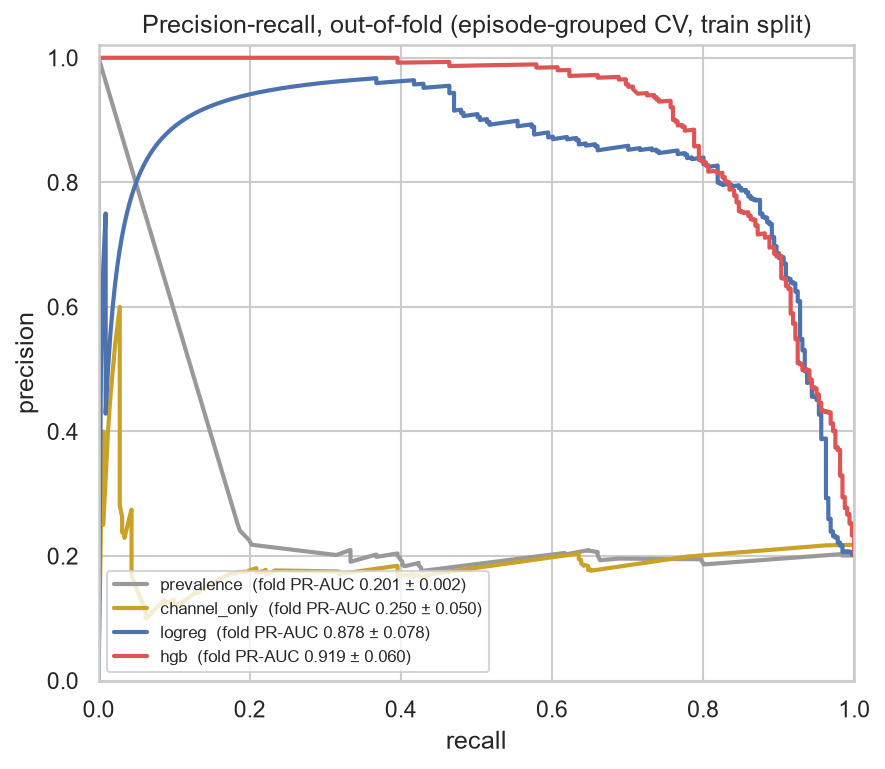 Precision-recall, out-of-fold (episode-grouped CV, train split)
precision
1.0
0.8
0.6
0.4
0.2
0.0
prevalence (fold PR-AUC 0.201 ± 0.002)
channel_only (fold PR-AUC 0.250 ± 0.050)
logreg (fold PR-AUC 0.878 ± 0.078)
hgb (fold PR-AUC 0.919 ± 0.060)
0.0 0.2 0.4 0.6 0.8 1.0
recall